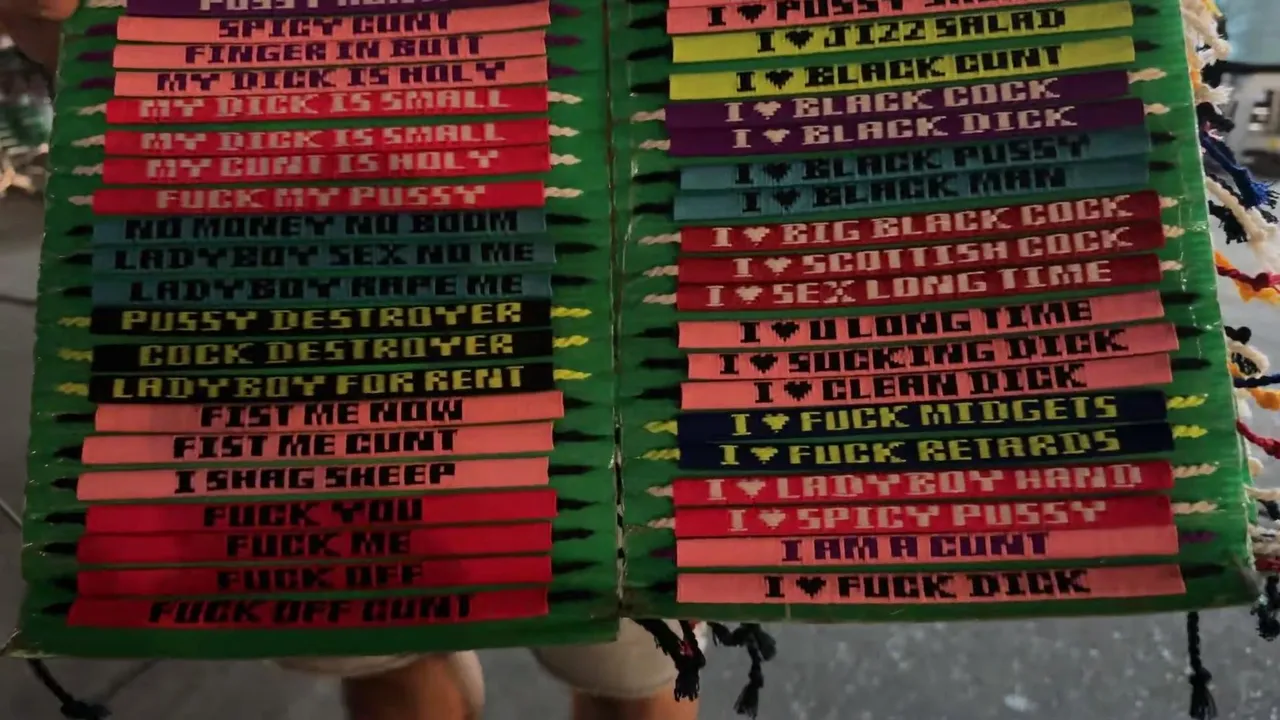 PUSSY
SPICY CUNT
FINGER IN BUTT
MY DICK IS HOLY
MY DICK IS SMALL
MY DICK IS SMALL
MY CUNT IS HOLY
FUCK MY PUSSY
NO MONEY NO BOOM
LADYBOY SEX NO ME
LADYBOY RAPE ME
PUSSY DESTROYER
COCK DESTROYER
LADYBOY FOR RENT
FIST ME NOW
FIST ME CUNT
I SHAG SHEEP
FUCK YOU
FUCK ME
FUCK OFF
FUCK OFF CUNT
I ♥ PUSSY
I ♥ JIZZ SALAD
I ♥ BLACK CUNT
I ♥ BLACK COCK
I ♥ BLACK DICK
I ♥ BLACK PUSSY
I ♥ BLACK MAN
I ♥ BIG BLACK COCK
I ♥ SCOTTISH COCK
I ♥ SEX LONG TIME
I ♥ U LONG TIME
I ♥ SUCKING DICK
I ♥ CLEAN DICK
I ♥ FUCK MIDGETS
I ♥ FUCK RETARDS
I ♥ LADYBOY HAND
I ♥ SPICY PUSSY
I AM A CUNT
I ♥ FUCK DICK